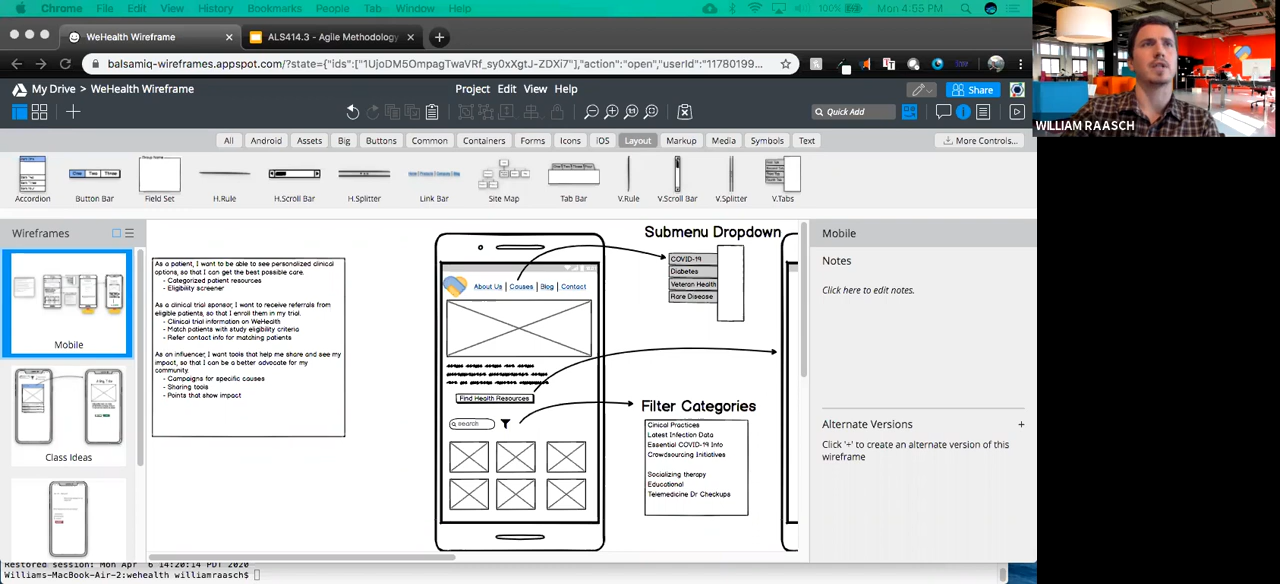 Chrome File Edit View History Bookmarks People Tab Window Help 100% Mon 4:55 PM
WeHealth Wireframe ALS414.3 - Agile Methodology
balsamiq-wireframes.appspot.com/?state={"ids":["1UjoDM5OmpagTwaVRf_sy0xXgtJ-ZDXi7"],"action":"open","userId":"11780199...
My Drive > WeHealth Wireframe Project Edit View Help Share
Quick Add
All Android Assets Big Buttons Common Containers Forms Icons iOS Layout Markup Media Symbols Text More Controls...
Accordion Button Bar Field Set H.Rule H.Scroll Bar H.Splitter Link Bar Site Map Tab Bar V.Rule V.Scroll Bar V.Splitter V.Tabs
Wireframes
Mobile
Class Ideas
As a patient, I want to be able to see personalized clinical
options, so that I can get the best possible care.
- Categorized patient resources
- Eligibility screener
As a clinical trial sponsor, I want to receive referrals from
eligible patients, so that I enroll them in my trial.
- Clinical trial information on WeHealth
- Match patients with study eligibility criteria
- Refer contact info for matching patients
As an influencer, I want tools that help me share and see my
impact, so that I can be a better advocate for my
community.
- Campaigns for specific causes
- Sharing tools
- Points that show impact
About Us | Causes | Blog | Contact
Find Health Resources
search
Submenu Dropdown
COVID-19
Diabetes
Veteran Health
Rare Disease
Filter Categories
Clinical Practices
Latest Infection Data
Essential COVID-19 Info
Crowdsourcing Initiatives
Socializing therapy
Educational
Telemedicine Dr Checkups
Mobile
Notes
Click here to edit notes.
Alternate Versions +
Click '+' to create an alternate version of this
wireframe
WILLIAM RAASCH
Restored session: Mon Apr 6 14:20:14 PDT 2020
Williams-MacBook-Air-2:wehealth williamraasch$